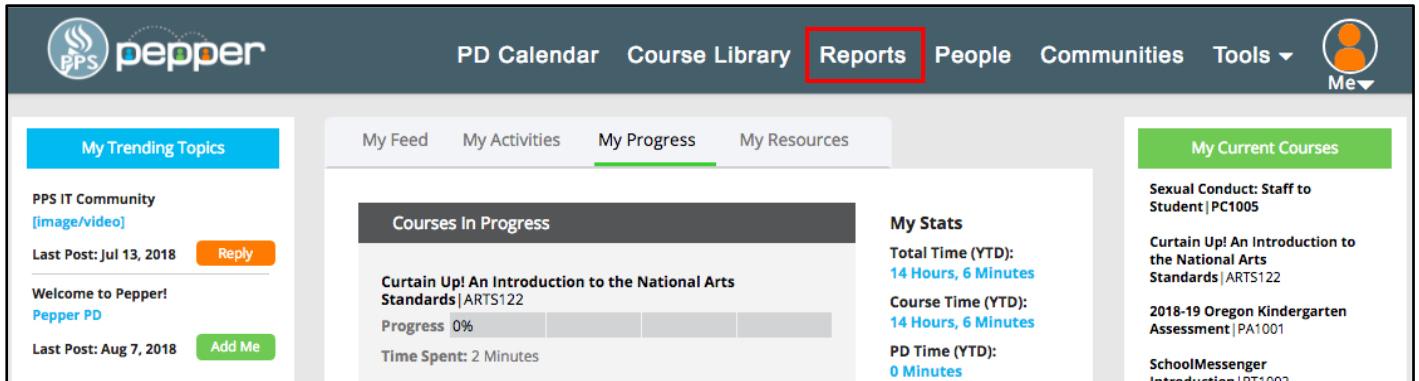 PPS pepper
PD Calendar Course Library Reports People Communities Tools
Me
My Trending Topics
PPS IT Community
[image/video]
Last Post: Jul 13, 2018 Reply
Welcome to Pepper!
Pepper PD
Last Post: Aug 7, 2018 Add Me
My Feed My Activities My Progress My Resources
Courses In Progress
Curtain Up! An Introduction to the National Arts
Standards|ARTS122
Progress 0%
Time Spent: 2 Minutes
My Stats
Total Time (YTD):
14 Hours, 6 Minutes
Course Time (YTD):
14 Hours, 6 Minutes
PD Time (YTD):
0 Minutes
My Current Courses
Sexual Conduct: Staff to
Student|PC1005
Curtain Up! An Introduction to
the National Arts
Standards|ARTS122
2018-19 Oregon Kindergarten
Assessment|PA1001
SchoolMessenger